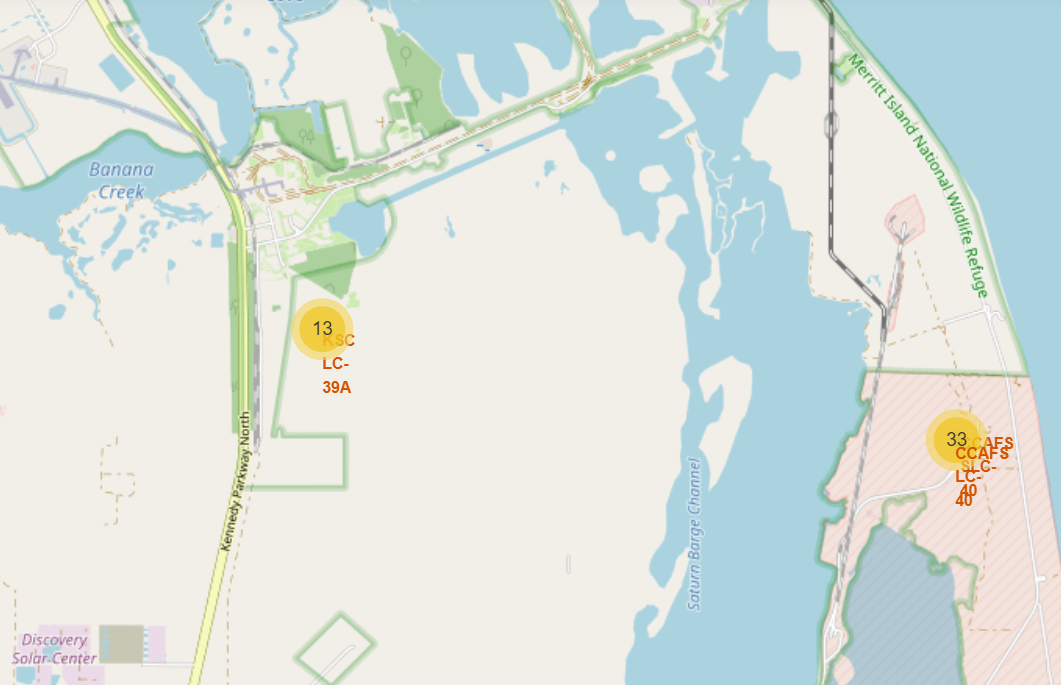 Banana
Creek
Merritt Island National Wildlife Refuge
13
KSC
LC-
39A
Kennedy Parkway North
33
CCAFS
CCAFS
SLC-
LC-
40
40
Saturn Barge Channel
Discovery
Solar Center